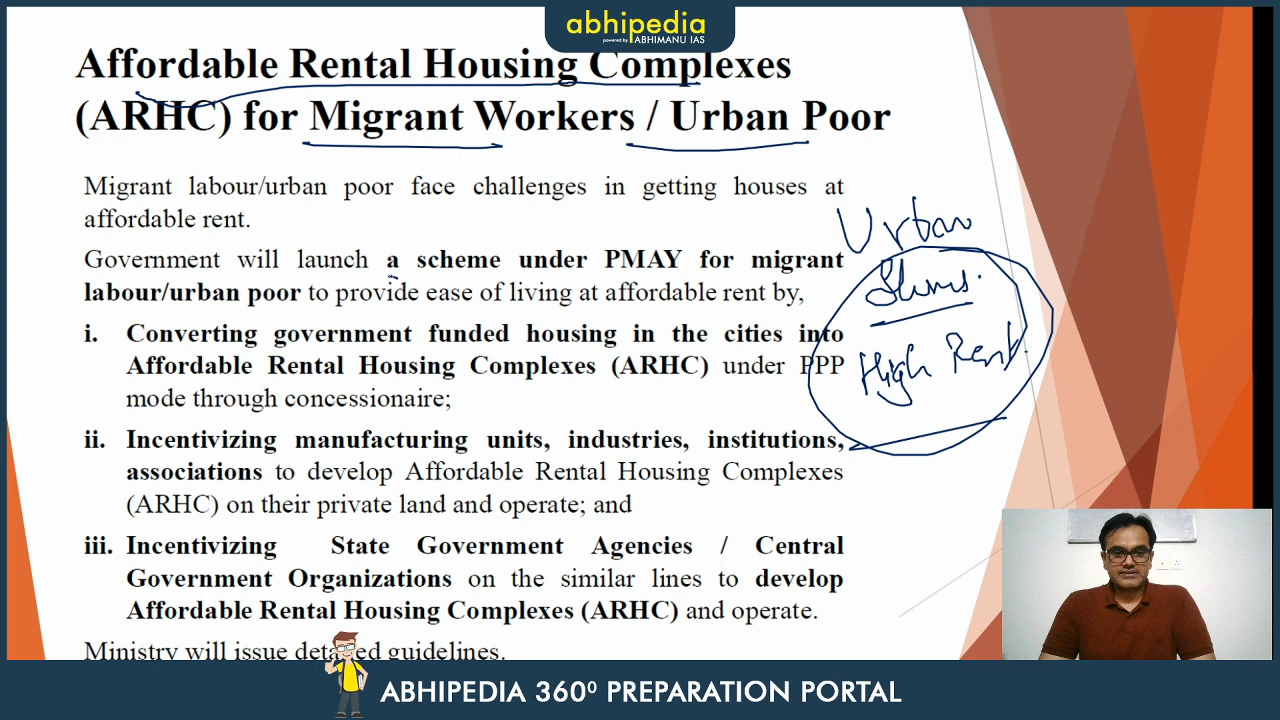 abhipedia
powered by ABHIMANU IAS
Affordable Rental Housing Complexes
(ARHC) for Migrant Workers / Urban Poor
Migrant labour/urban poor face challenges in getting houses at
affordable rent.
Government will launch a scheme under PMAY for migrant
labour/urban poor to provide ease of living at affordable rent by,
i. Converting government funded housing in the cities into
Affordable Rental Housing Complexes (ARHC) under PPP
mode through concessionaire;
ii. Incentivizing manufacturing units, industries, institutions,
associations to develop Affordable Rental Housing Complexes
(ARHC) on their private land and operate; and
iii. Incentivizing State Government Agencies / Central
Government Organizations on the similar lines to develop
Affordable Rental Housing Complexes (ARHC) and operate.
Ministry will issue detailed guidelines.
Urban
Slums
High Rent
ABHIPEDIA 360⁰ PREPARATION PORTAL